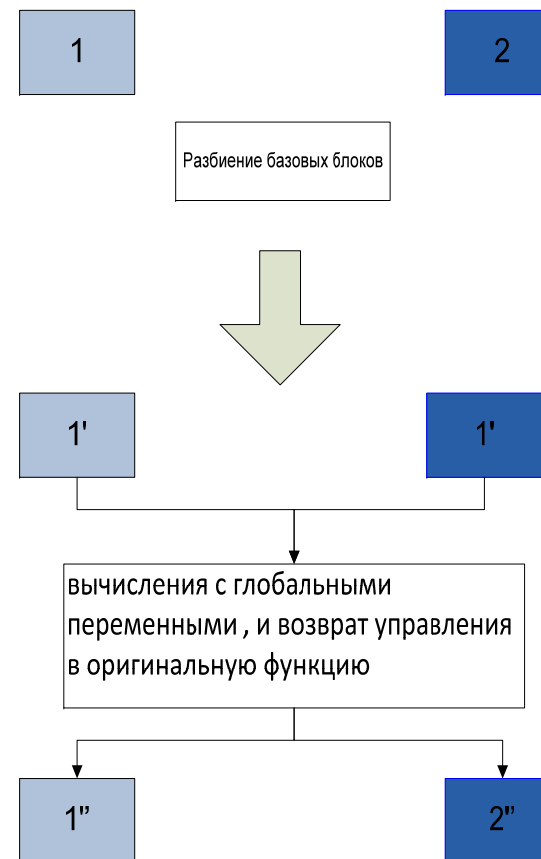 1
2
Разбиение базовых блоков
1'
1'
вычисления с глобальными
переменными , и возврат управления
в оригинальную функцию
1”
2”